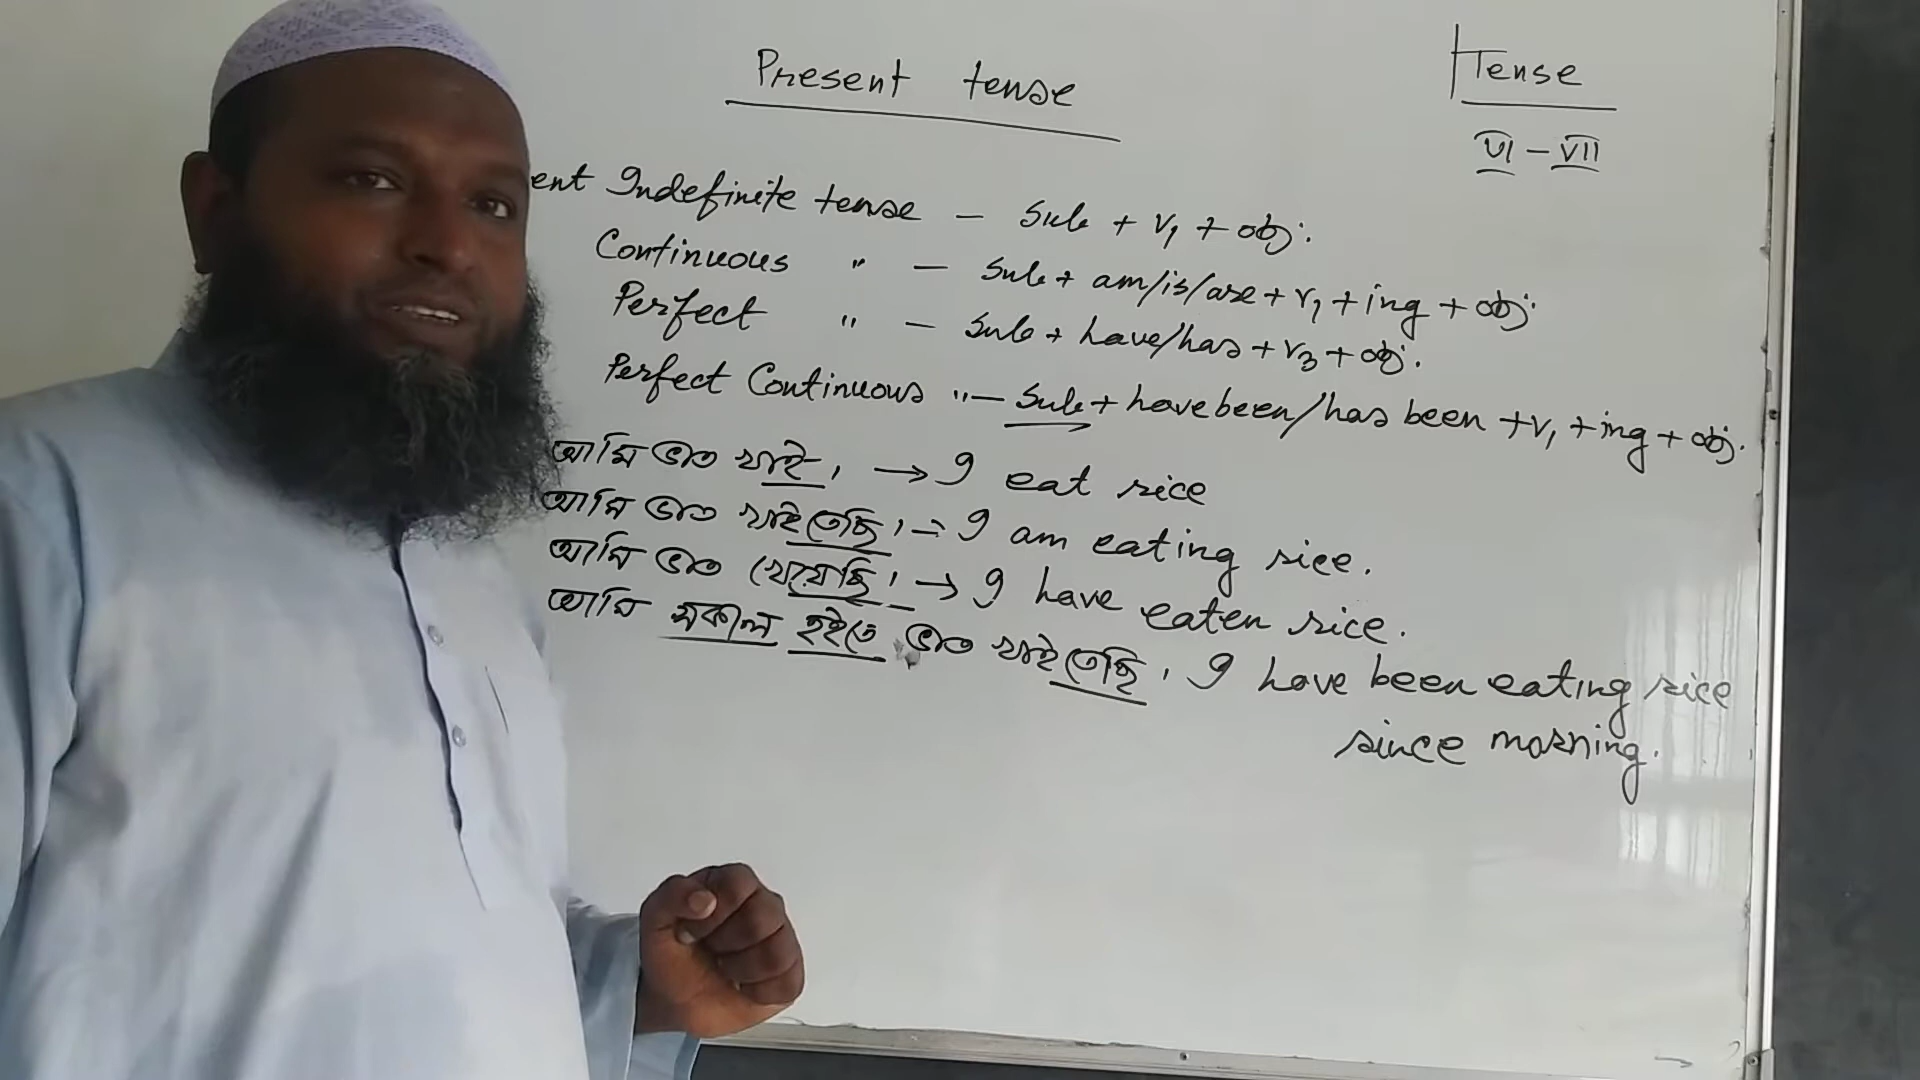 Present tense
Tense
VI - VII
ent Indefinite tense - Sub + V1 + obj.
Continuous " - Sub + am/is/are + V1 + ing + obj.
Perfect " - Sub + have/has + V3 + obj.
Perfect Continuous " - Sub + have been/has been + V1 + ing + obj.
আমি ভাত খাই। → I eat rice
আমি ভাত খাইতেছি। = I am eating rice.
আমি ভাত খেয়েছি। → I have eaten rice.
আমি সকাল হইতে ভাত খাইতেছি। I have been eating rice
since morning.